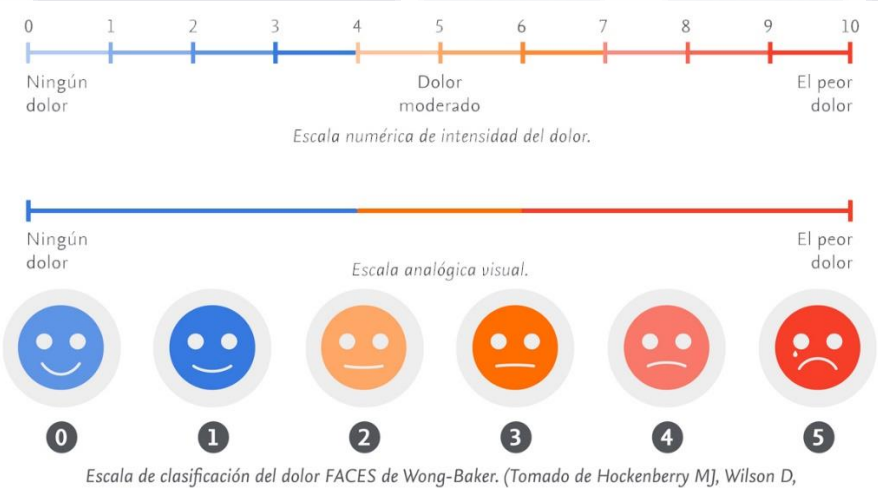 0 1 2 3 4 5 6 7 8 9 10
Ningún Dolor El peor
dolor moderado dolor
Escala numérica de intensidad del dolor.
Ningún El peor
dolor dolor
Escala analógica visual.
0 1 2 3 4 5
Escala de clasificación del dolor FACES de Wong-Baker. (Tomado de Hockenberry MJ, Wilson D,